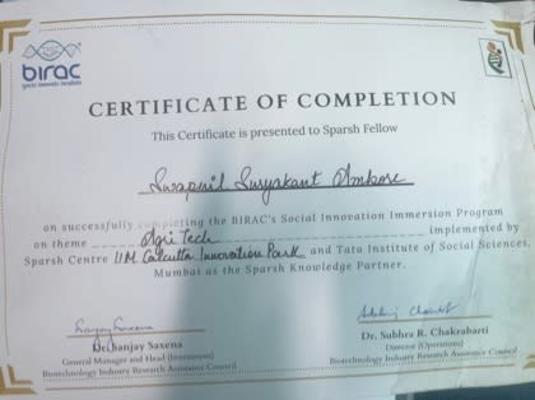 birac
ignite innovate incubate
CERTIFICATE OF COMPLETION
This Certificate is presented to Sparsh Fellow
Swapnil Suryakant Ambore
on successfully completing the BIRAC's Social Innovation Immersion Program
on theme Agri Tech implemented by
Sparsh Centre IIM Calcutta Innovation Park and Tata Institute of Social Sciences,
Mumbai as the Sparsh Knowledge Partner.
Dr. Sanjay Saxena
General Manager and Head (Investment)
Biotechnology Industry Research Assistance Council
Dr. Subhra R. Chakrabarti
Director (Operations)
Biotechnology Industry Research Assistance Council